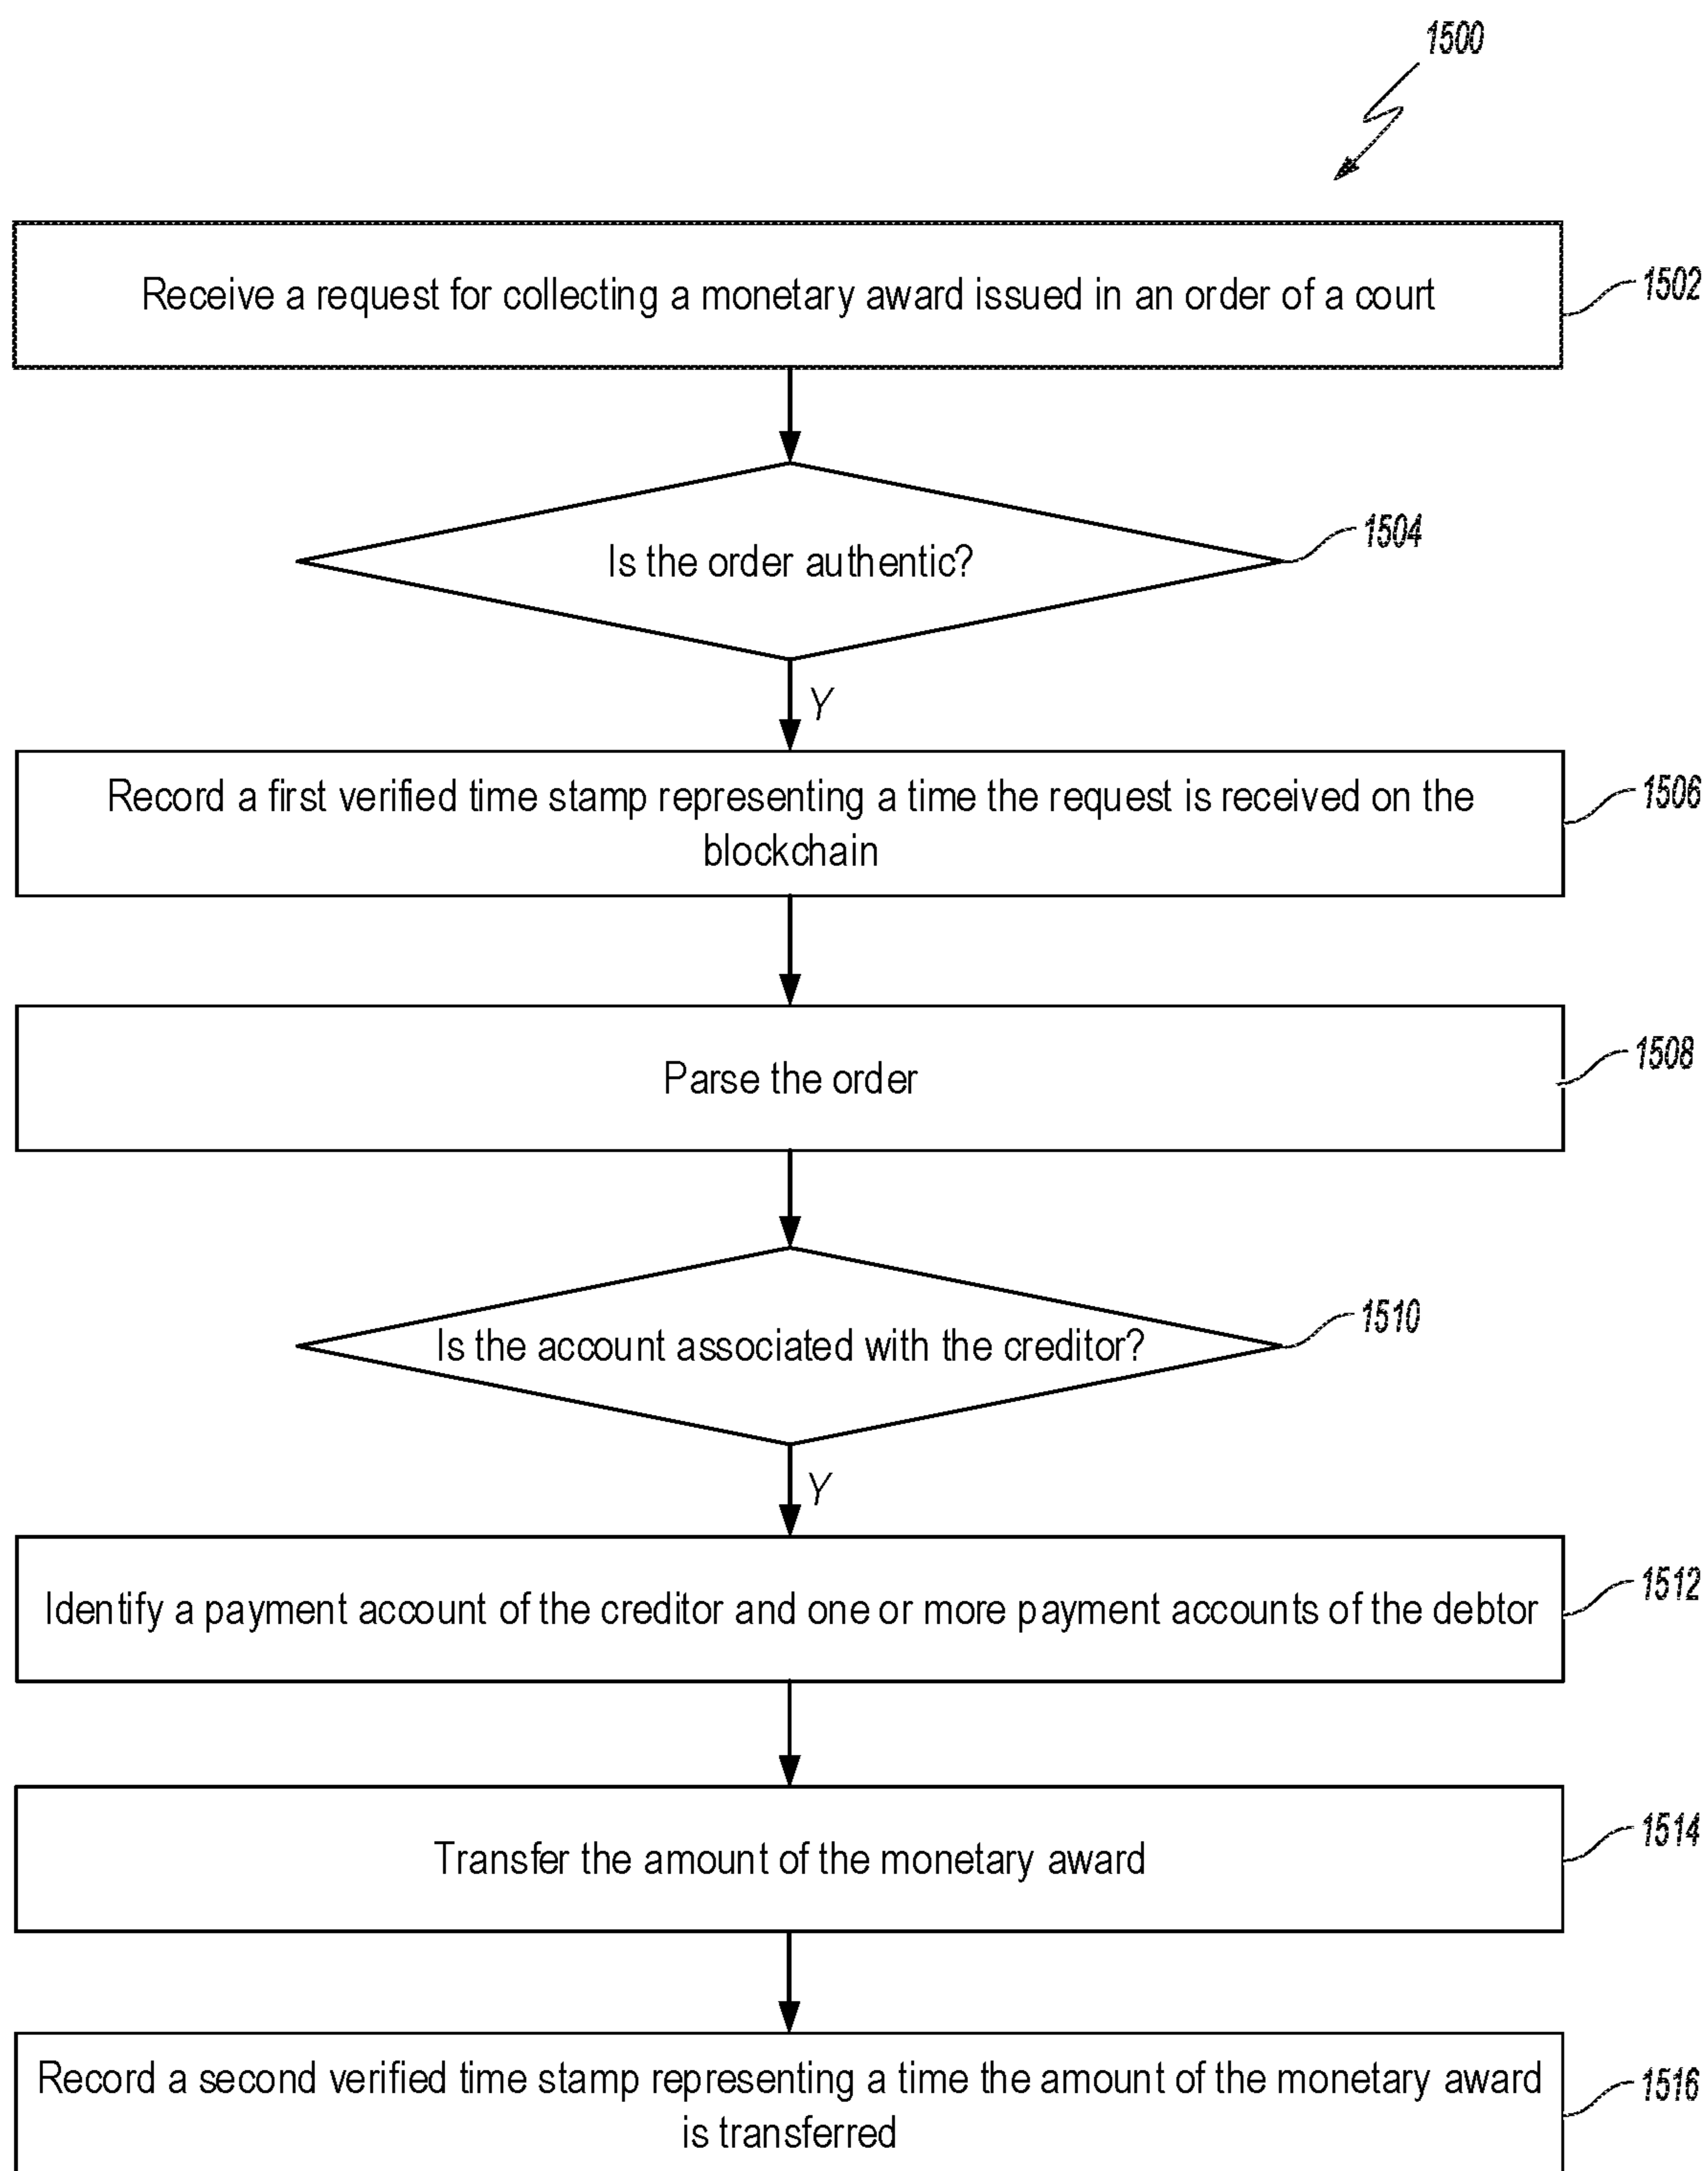 1500
Receive a request for collecting a monetary award issued in an order of a court
1502
Is the order authentic?
1504
Y
Record a first verified time stamp representing a time the request is received on the
blockchain
1506
Parse the order
1508
Is the account associated with the creditor?
1510
Y
Identify a payment account of the creditor and one or more payment accounts of the debtor
1512
Transfer the amount of the monetary award
1514
Record a second verified time stamp representing a time the amount of the monetary award
is transferred
1516